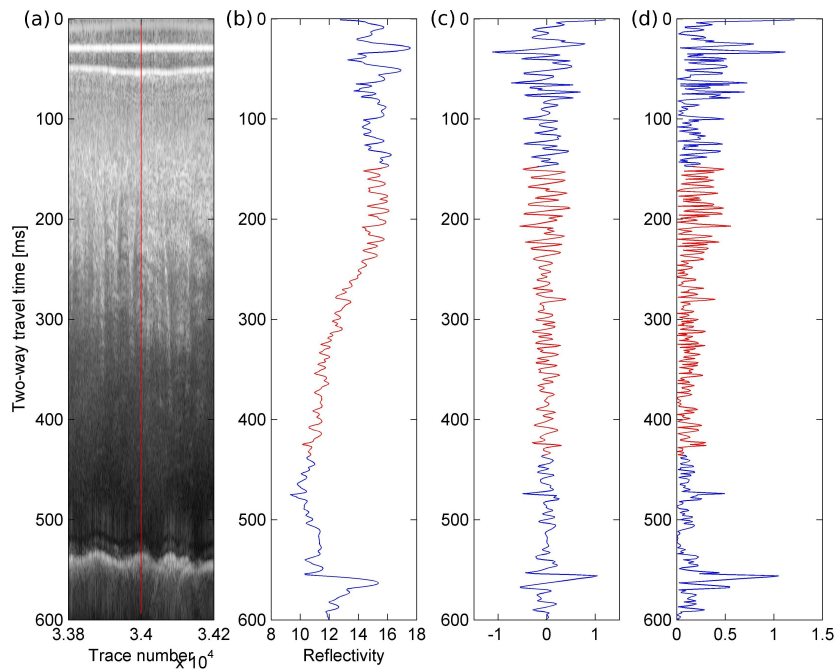 (a) (b) (c) (d)
0 0 0 0
100 100 100 100
200 200 200 200
300 300 300 300
400 400 400 400
500 500 500 500
600 600 600 600
Two-way travel time [ms]
3.38 3.4 3.42 8 10 12 14 16 18 -1 0 1 0 0.5 1 1.5
Trace number x 10^4 Reflectivity